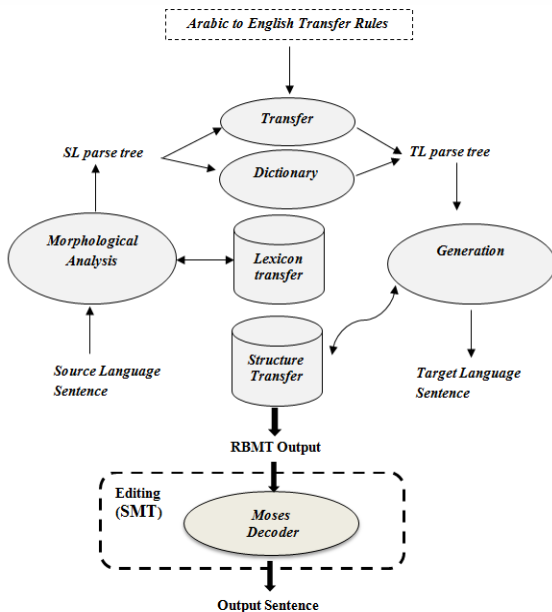 Arabic to English Transfer Rules
Transfer
SL parse tree
TL parse tree
Dictionary
Morphological
Analysis
Lexicon
transfer
Generation
Source Language
Sentence
Structure
Transfer
Target Language
Sentence
RBMT Output
Editing
(SMT)
Moses
Decoder
Output Sentence